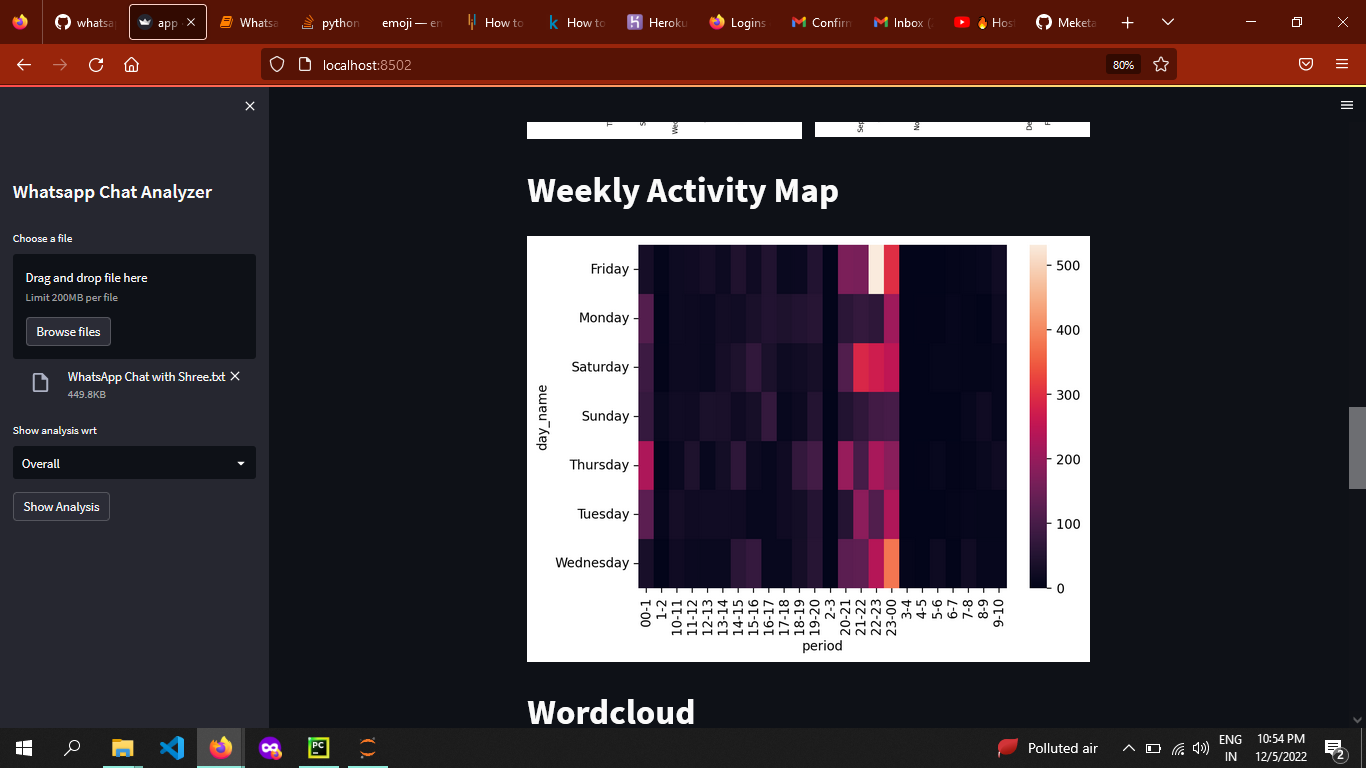 whatsa
app
Whatsa
python
emoji — en
How to
How to
Heroku
Logins
Confirm
Inbox (
Host
Meketa
localhost:8502
80%
Whatsapp Chat Analyzer
Choose a file
Drag and drop file here
Limit 200MB per file
Browse files
WhatsApp Chat with Shree.txt
449.8KB
Show analysis wrt
Overall
Show Analysis
Weekly Activity Map
day_name
Friday
Monday
Saturday
Sunday
Thursday
Tuesday
Wednesday
00-1 1-2 10-11 11-12 12-13 13-14 14-15 15-16 16-17 17-18 18-19 19-20 2-3 20-21 21-22 22-23 23-00 3-4 4-5 5-6 6-7 7-8 8-9 9-10
period
500
400
300
200
100
0
Wordcloud
PC
Polluted air
ENG
IN
10:54 PM
12/5/2022
2